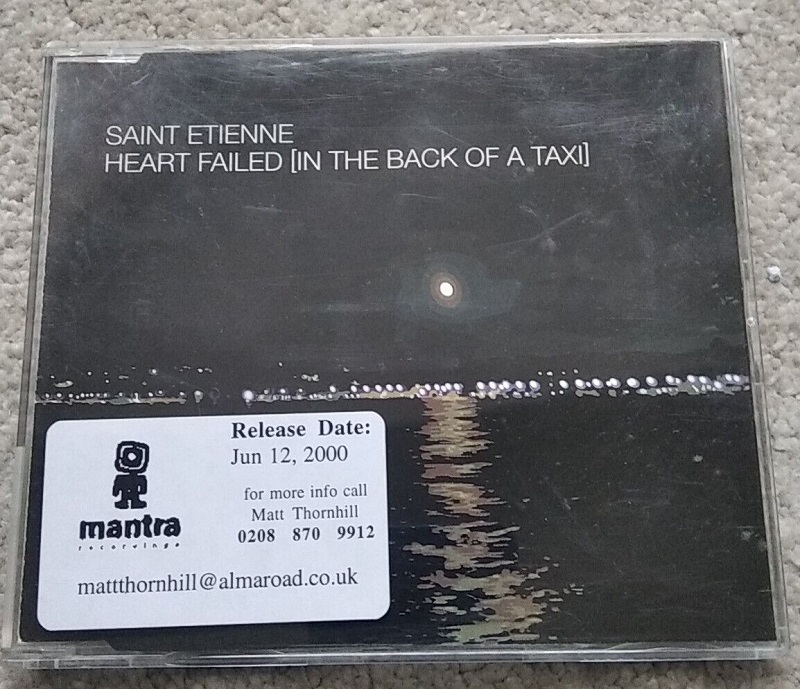 SAINT ETIENNE
HEART FAILED [IN THE BACK OF A TAXI]
mantra
recordings
Release Date:
Jun 12, 2000
for more info call
Matt Thornhill
0208 870 9912
mattthornhill@almaroad.co.uk